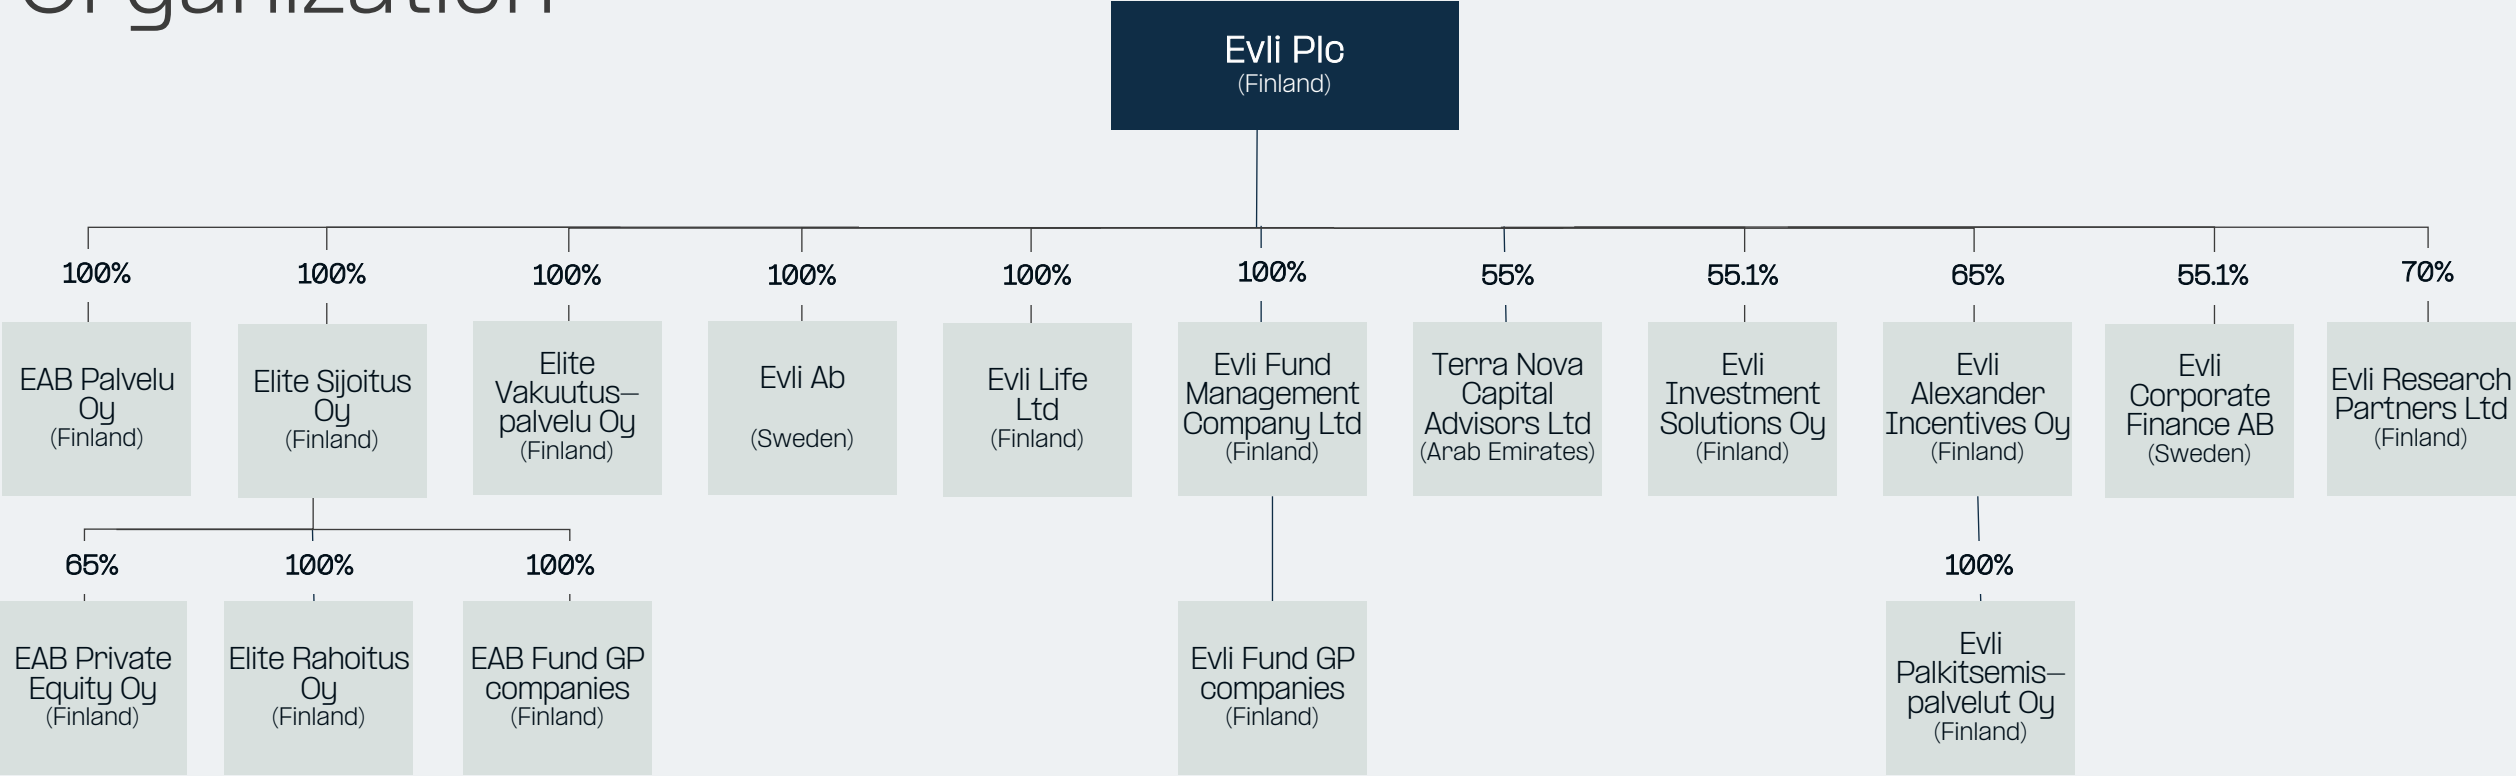 Organization
Evli Plc
(Finland)
100%
100%
100%
100%
100%
100%
55%
55.1%
65%
55.1%
70%
EAB Palvelu
Oy
(Finland)
Elite Sijoitus
Oy
(Finland)
Elite
Vakuutus–
palvelu Oy
(Finland)
Evli Ab
(Sweden)
Evli Life
Ltd
(Finland)
Evli Fund
Management
Company Ltd
(Finland)
Terra Nova
Capital
Advisors Ltd
(Arab Emirates)
Evli
Investment
Solutions Oy
(Finland)
Evli
Alexander
Incentives Oy
(Finland)
Evli
Corporate
Finance AB
(Sweden)
Evli Research
Partners Ltd
(Finland)
65%
100%
100%
100%
EAB Private
Equity Oy
(Finland)
Elite Rahoitus
Oy
(Finland)
EAB Fund GP
companies
(Finland)
Evli Fund GP
companies
(Finland)
Evli
Palkitsemis–
palvelut Oy
(Finland)